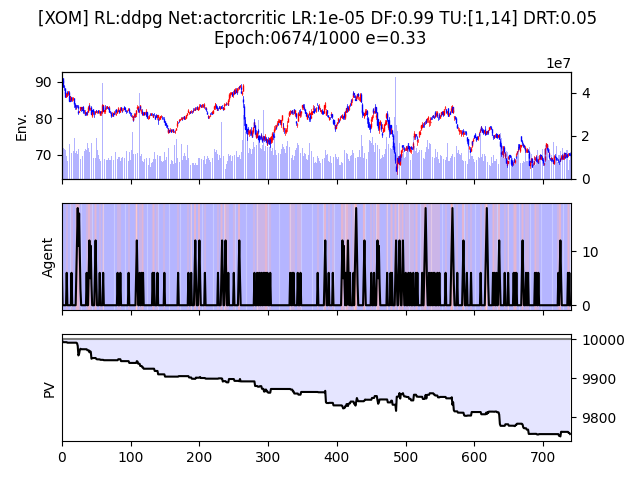 [XOM] RL:ddpg Net:actorcritic LR:1e-05 DF:0.99 TU:[1,14] DRT:0.05
Epoch:0674/1000 e=0.33
1e7
90
80
70
Env.
4
2
0
Agent
10
0
PV
10000
9900
9800
0 100 200 300 400 500 600 700